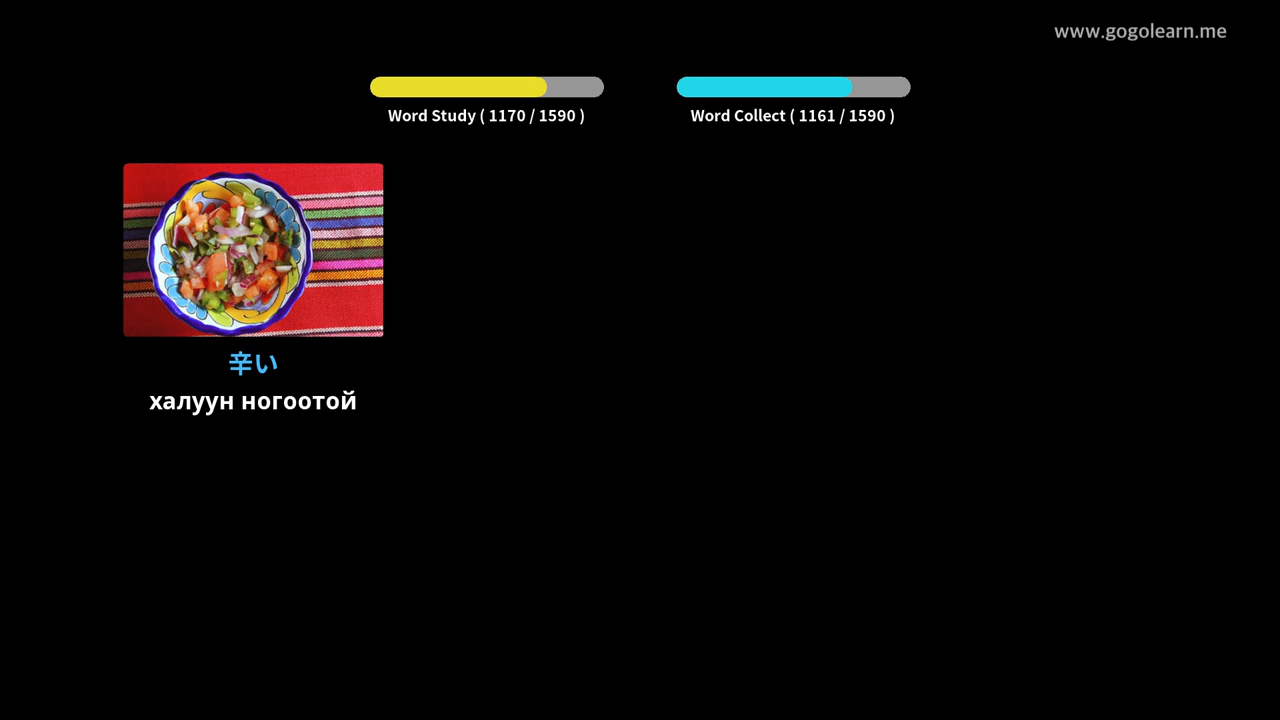 www.gogolearn.me
Word Study ( 1170 / 1590 )
Word Collect ( 1161 / 1590 )
辛い
халуун ногоотой